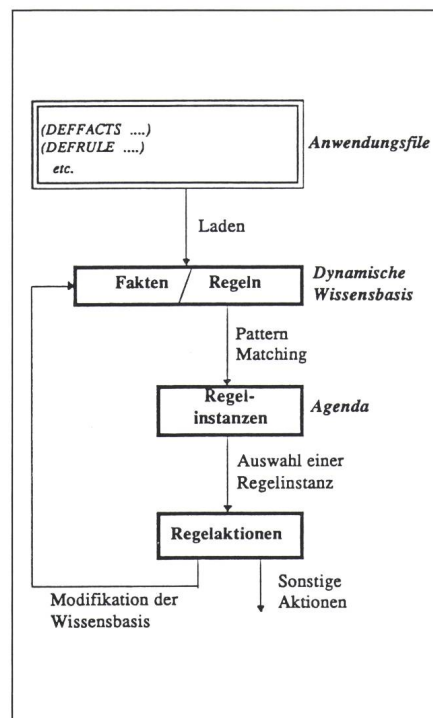 (DEFFACTS ....)
(DEFRULE ....)
etc.
Anwendungsfile
Laden
Fakten / Regeln
Dynamische
Wissensbasis
Pattern
Matching
Regel-
instanzen
Agenda
Auswahl einer
Regelinstanz
Regelaktionen
Modifikation der
Wissensbasis
Sonstige
Aktionen